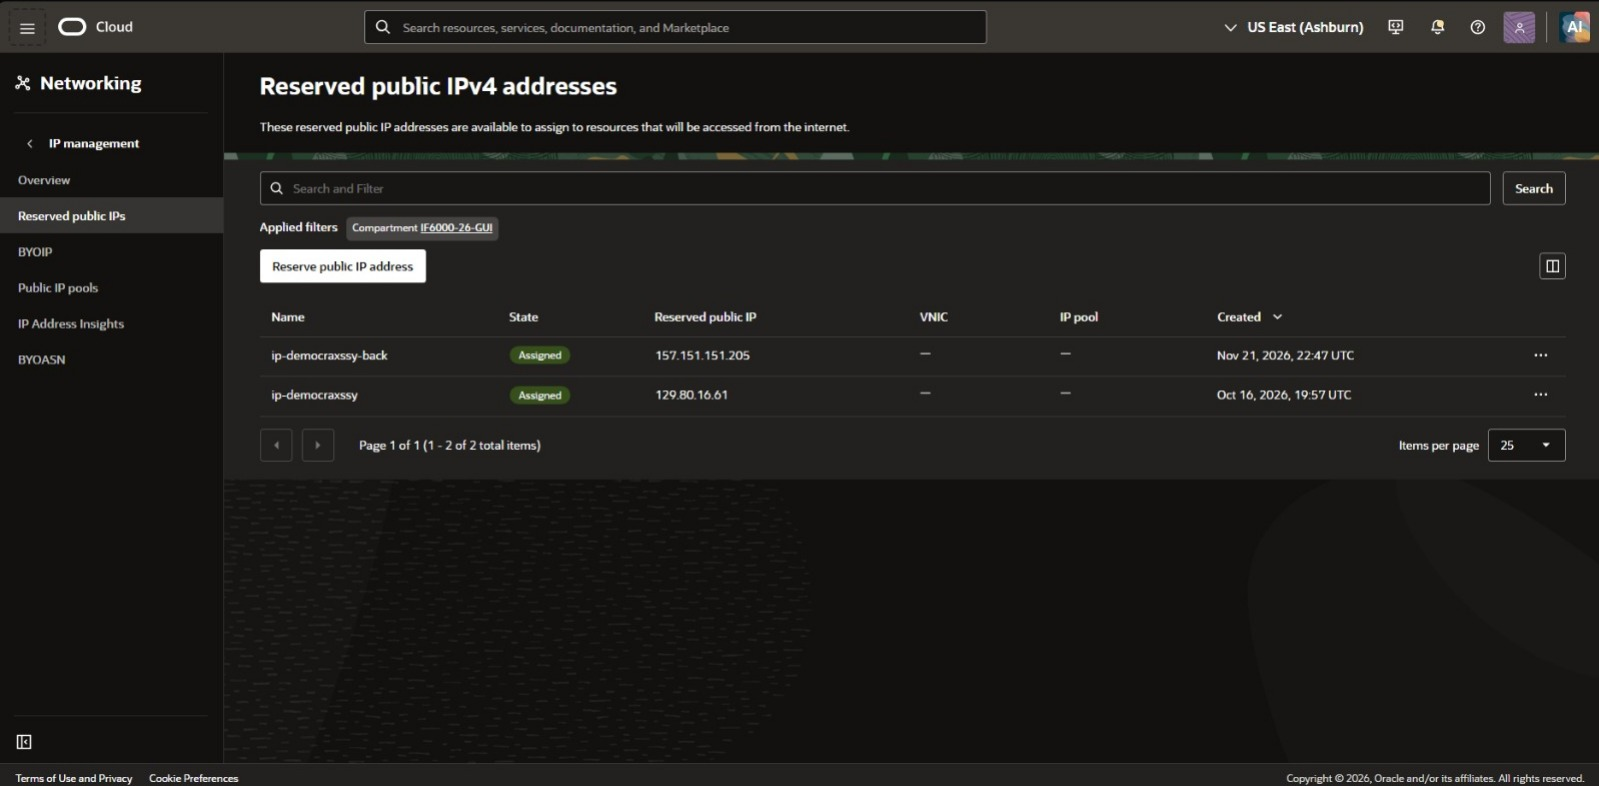 Cloud
Search resources, services, documentation, and Marketplace
US East (Ashburn)
AI
Networking
IP management
Overview
Reserved public IPs
BYOIP
Public IP pools
IP Address Insights
BYOASN
Reserved public IPv4 addresses
These reserved public IP addresses are available to assign to resources that will be accessed from the internet.
Search and Filter
Search
Applied filters Compartment IF6000-26-GUI
Reserve public IP address
Name State Reserved public IP VNIC IP pool Created
ip-democraxssy-back Assigned 157.151.151.205 — — Nov 21, 2026, 22:47 UTC ...
ip-democraxssy Assigned 129.80.16.61 — — Oct 16, 2026, 19:57 UTC ...
Page 1 of 1 (1 - 2 of 2 total items)
Items per page 25
Terms of Use and Privacy Cookie Preferences
Copyright © 2026, Oracle and/or its affiliates. All rights reserved.